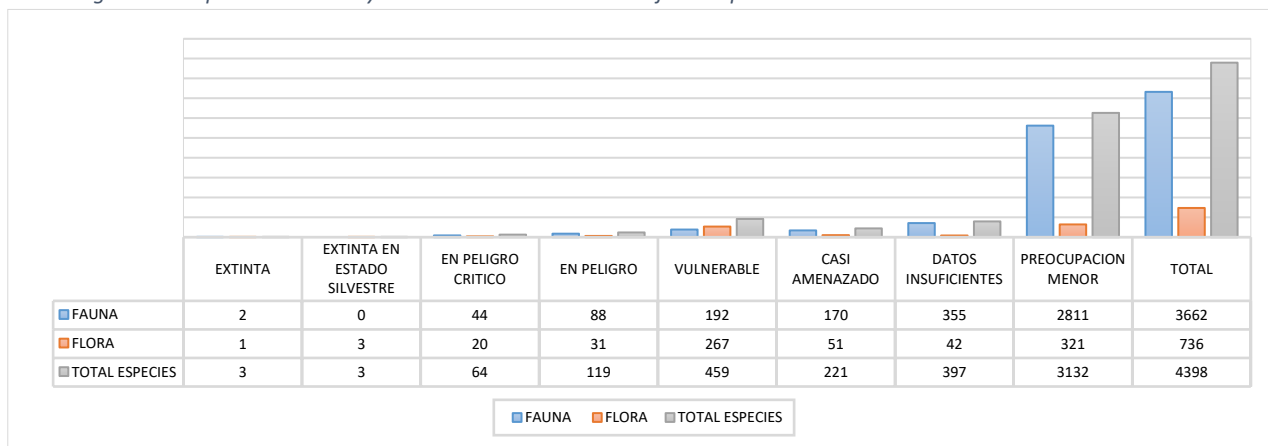 EXTINTA
EXTINTA EN
ESTADO
SILVESTRE
EN PELIGRO
CRITICO
EN PELIGRO
VULNERABLE
CASI
AMENAZADO
DATOS
INSUFICIENTES
PREOCUPACION
MENOR
TOTAL
FAUNA 2 0 44 88 192 170 355 2811 3662
FLORA 1 3 20 31 267 51 42 321 736
TOTAL ESPECIES 3 3 64 119 459 221 397 3132 4398
FAUNA FLORA TOTAL ESPECIES